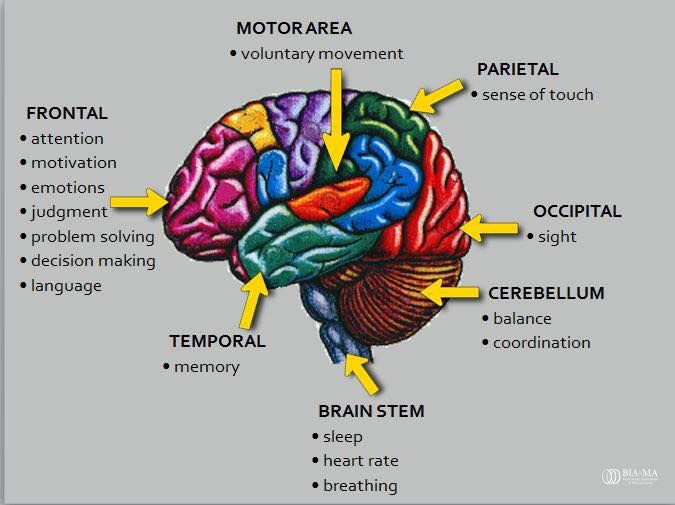 MOTOR AREA
• voluntary movement
PARIETAL
• sense of touch
FRONTAL
• attention
• motivation
• emotions
• judgment
• problem solving
• decision making
• language
OCCIPITAL
• sight
CEREBELLUM
• balance
• coordination
TEMPORAL
• memory
BRAIN STEM
• sleep
• heart rate
• breathing
BIA-MA